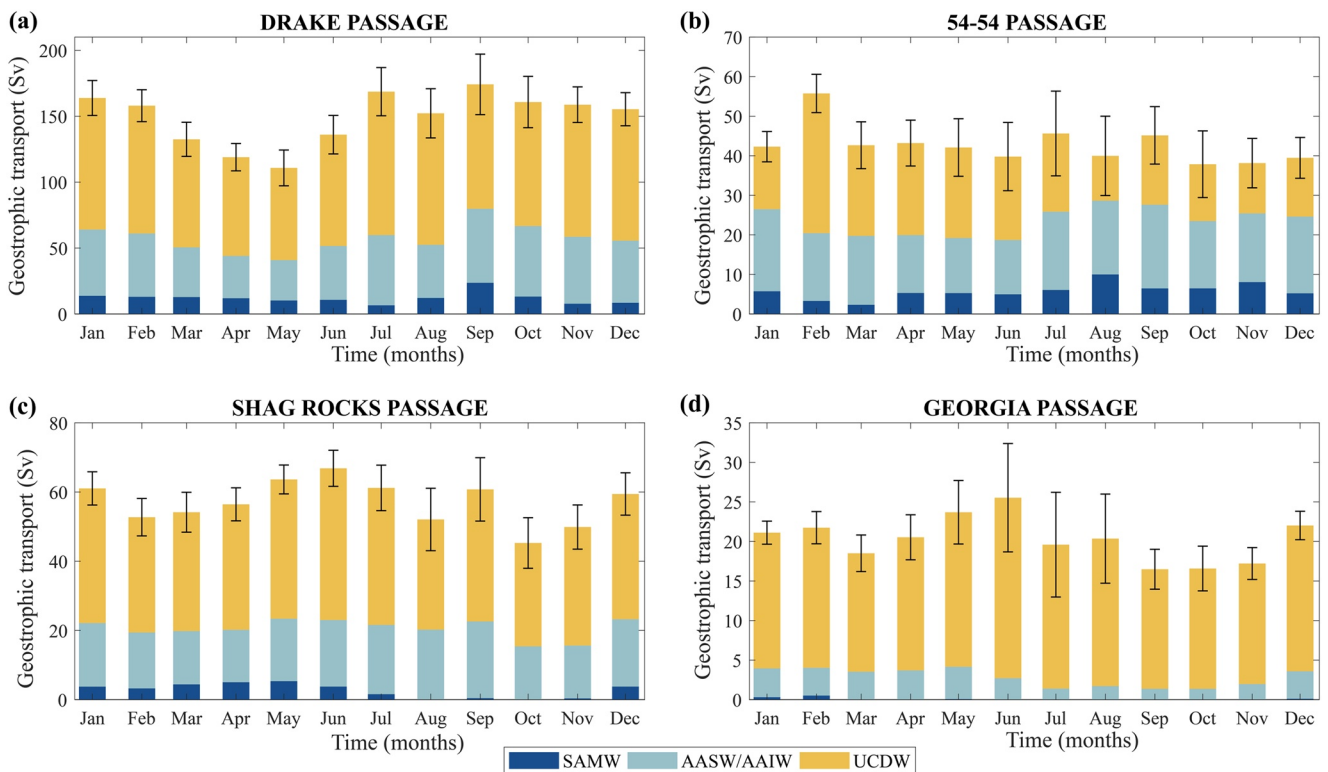 (a)
DRAKE PASSAGE
Geostrophic transport (Sv)
200
150
100
50
0
Jan Feb Mar Apr May Jun Jul Aug Sep Oct Nov Dec
Time (months)
(b)
54-54 PASSAGE
Geostrophic transport (Sv)
70
60
50
40
30
20
10
0
Jan Feb Mar Apr May Jun Jul Aug Sep Oct Nov Dec
Time (months)
(c)
SHAG ROCKS PASSAGE
Geostrophic transport (Sv)
80
60
40
20
0
Jan Feb Mar Apr May Jun Jul Aug Sep Oct Nov Dec
Time (months)
(d)
GEORGIA PASSAGE
Geostrophic transport (Sv)
35
30
25
20
15
10
5
0
Jan Feb Mar Apr May Jun Jul Aug Sep Oct Nov Dec
Time (months)
SAMW AASW/AAIW UCDW